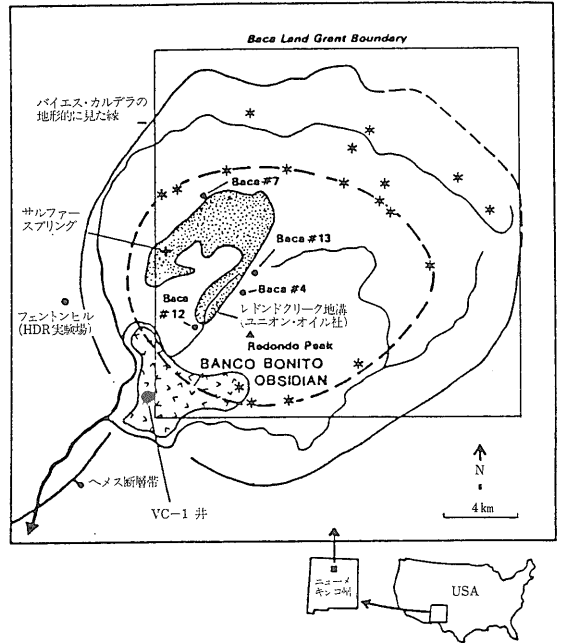 Baca Land Grant Boundary
バイエス・カルデラの
地形的に見た縁
Baca #7
サルファー
スプリング
Baca #13
Baca #4
Baca
#12
レドンドクリーク地溝
(ユニオン・オイル社)
フェントンヒル
(HDR実験場)
Redondo Peak
BANCO BONITO
OBSIDIAN
N
4km
ヘメス断層帯
VC-1 井
ニューメ
キシコ州
USA